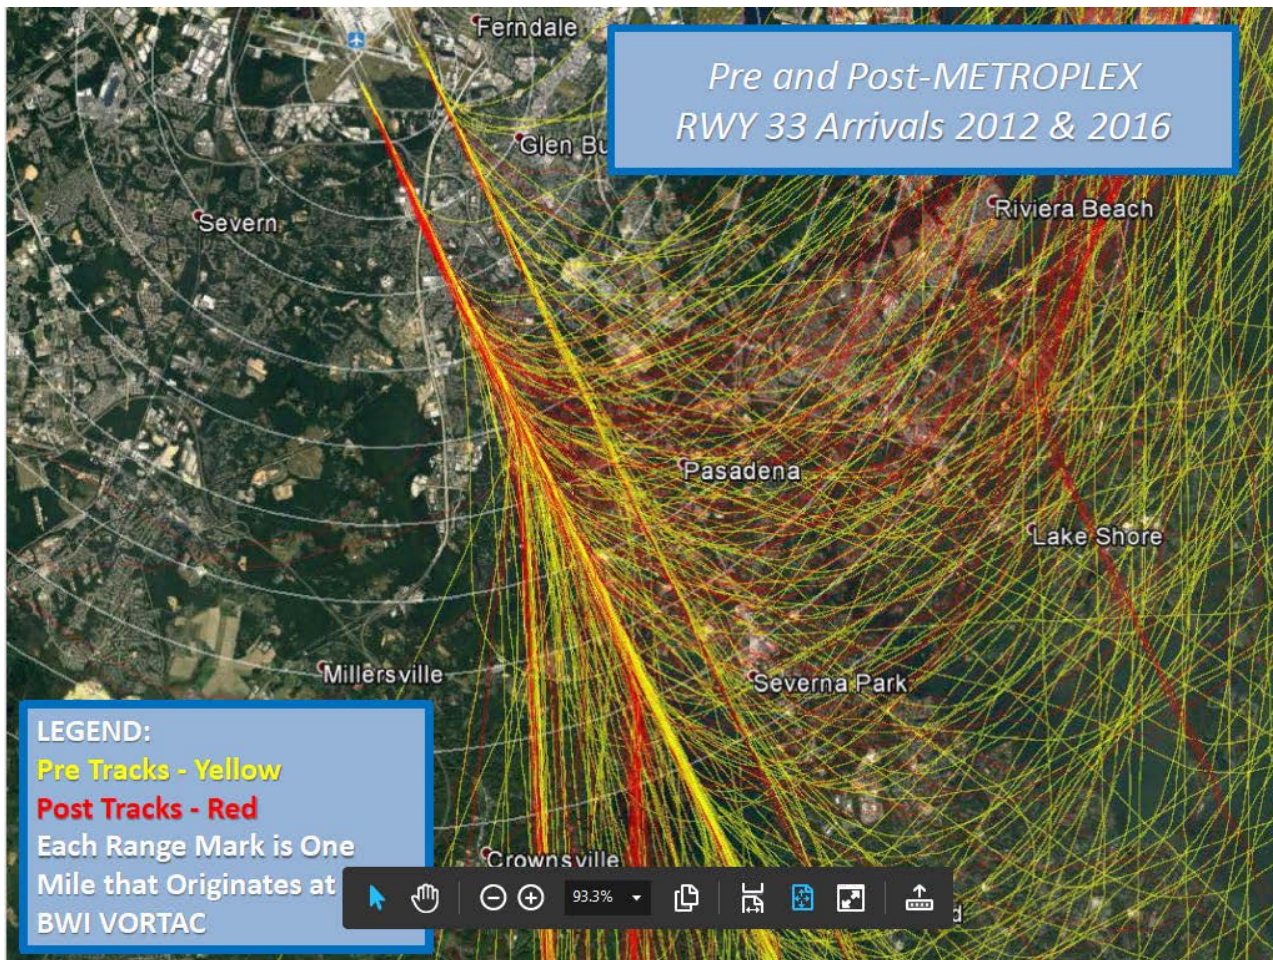 Ferndale
Pre and Post-METROPLEX
RWY 33 Arrivals 2012 & 2016
Glen Bu
Riviera Beach
Severn
Pasadena
Lake Shore
Millersville
Severna Park
LEGEND:
Pre Tracks - Yellow
Post Tracks - Red
Each Range Mark is One
Mile that Originates at
BWI VORTAC
Crownsville
93.3%
d